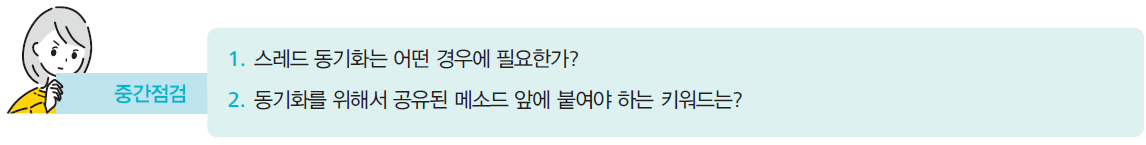 중간점검
1. 스레드 동기화는 어떤 경우에 필요한가?
2. 동기화를 위해서 공유된 메소드 앞에 붙여야 하는 키워드는?